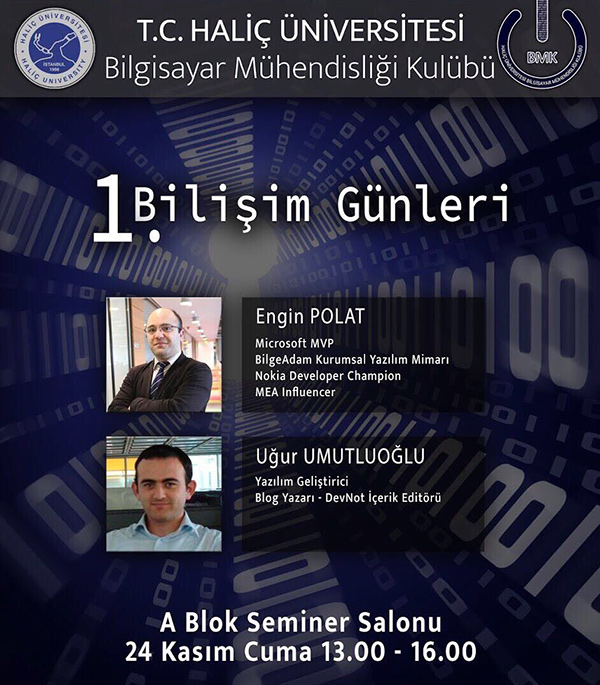 T.C. HALİÇ ÜNİVERSİTESİ
Bilgisayar Mühendisliği Kulübü
HALİÇ ÜNİVERSİTESİ
İSTANBUL
1998
HALİÇ UNIVERSITY
BMK
HALİÇ ÜNİVERSİTESİ BİLGİSAYAR MÜHENDİSLİĞİ KULÜBÜ
1.Bilişim Günleri
Engin POLAT
Microsoft MVP
BilgeAdam Kurumsal Yazılım Mimarı
Nokia Developer Champion
MEA Influencer
Uğur UMUTLUOĞLU
Yazılım Geliştirici
Blog Yazarı - DevNot İçerik Editörü
A Blok Seminer Salonu
24 Kasım Cuma 13.00 - 16.00